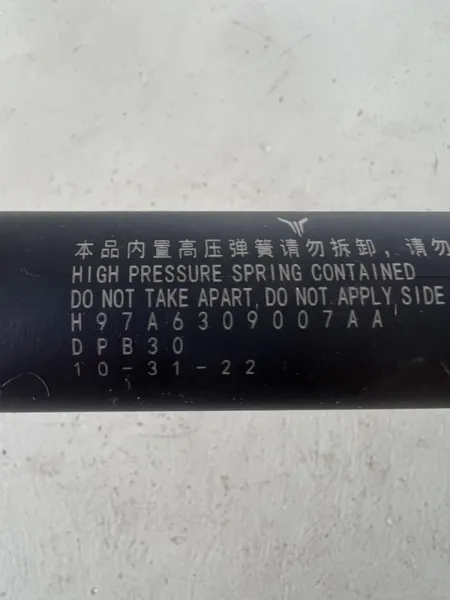 本品内置高压弹簧请勿拆卸，请勿
HIGH PRESSURE SPRING CONTAINED
DO NOT TAKE APART, DO NOT APPLY SIDE
H97A6309007AA
DPB30
10-31-22